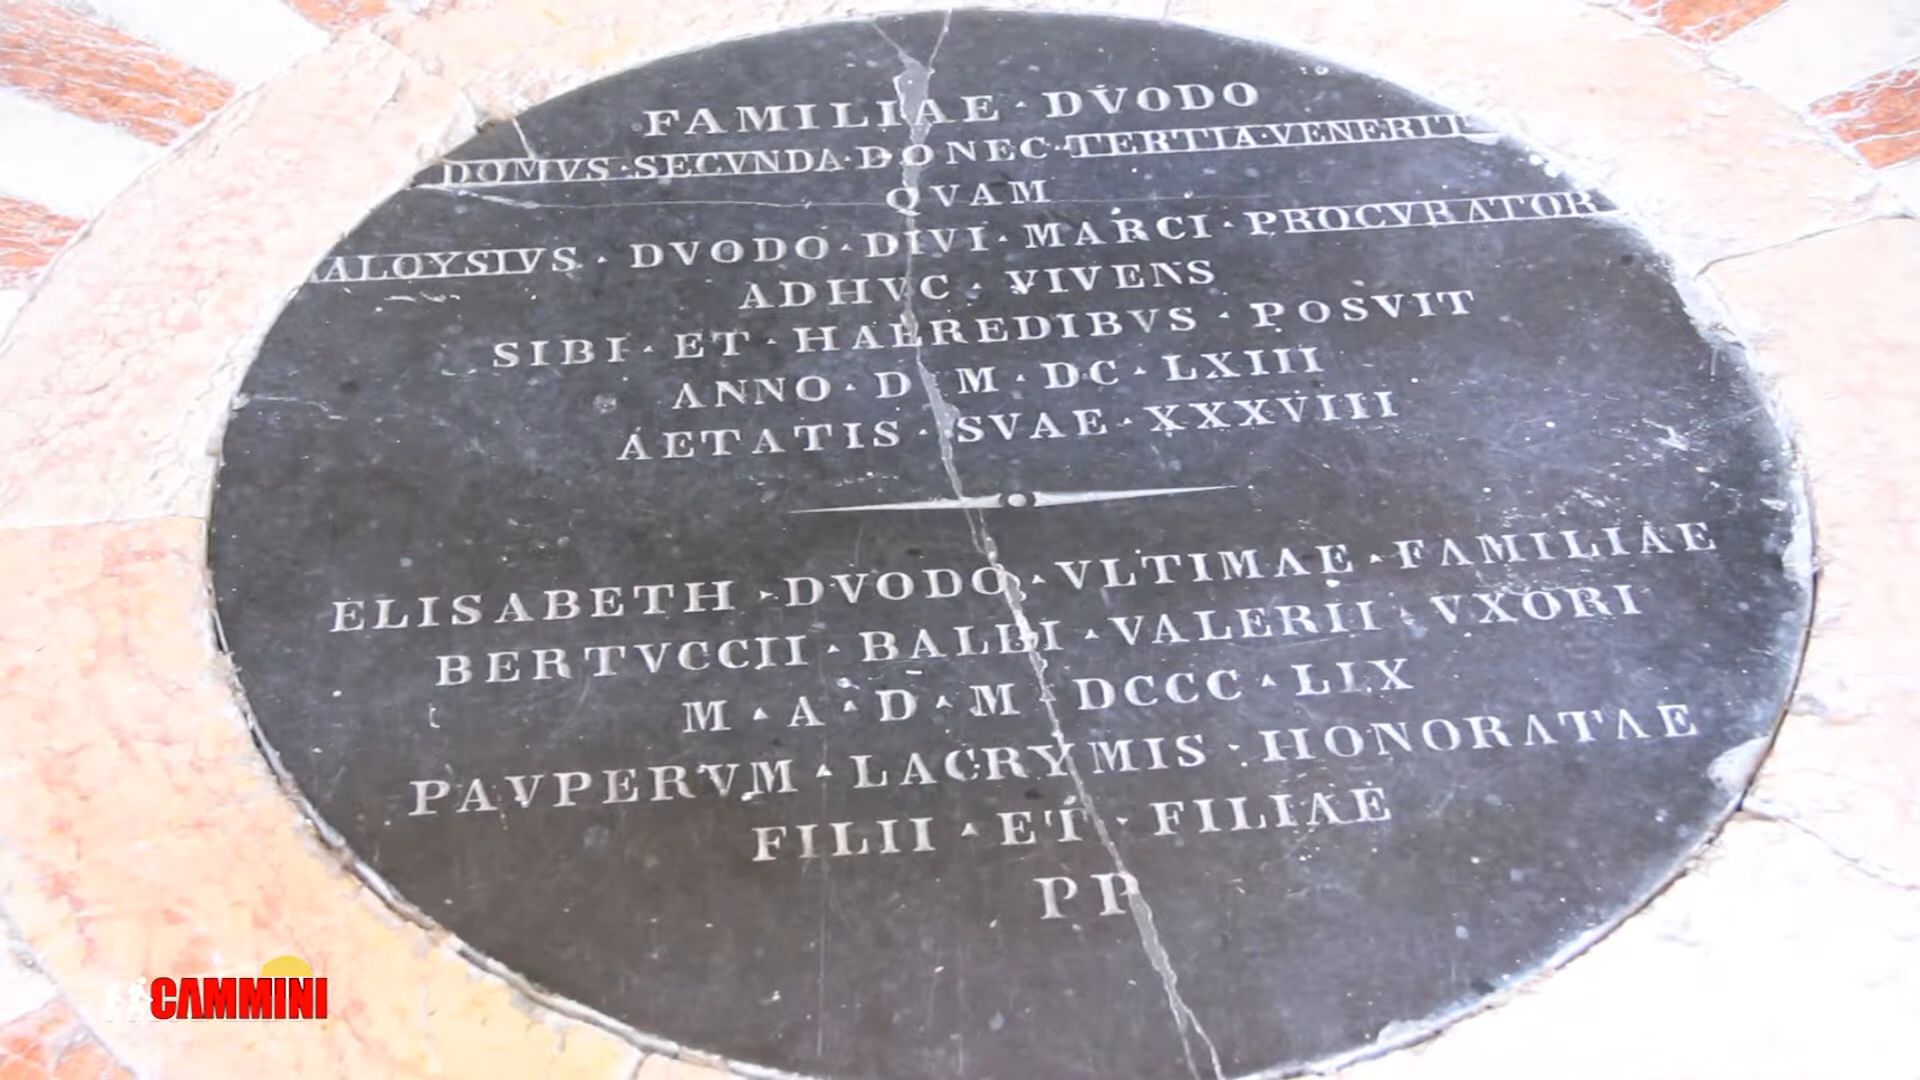 FAMILIAE · DVODO
DOMVS · SECVNDA · DONEC · TERTIA · VENERIT
QVAM
ALOYSIVS · DVODO · DIVI · MARCI · PROCVRATOR
ADHVC · VIVENS
SIBI · ET · HAEREDIBVS · POSVIT
ANNO · D · M · DC · LXIII
AETATIS · SVAE · XXXVIII
ELISABETH · DVODO · VLTIMAE · FAMILIAE
BERTVCCII · BALBI · VALERII · VXORI
M · A · D · M · DCCC · LIX
PAVPERVM · LACRYMIS · HONORATAE
FILII · ET · FILIAE
PP
CAMMINI